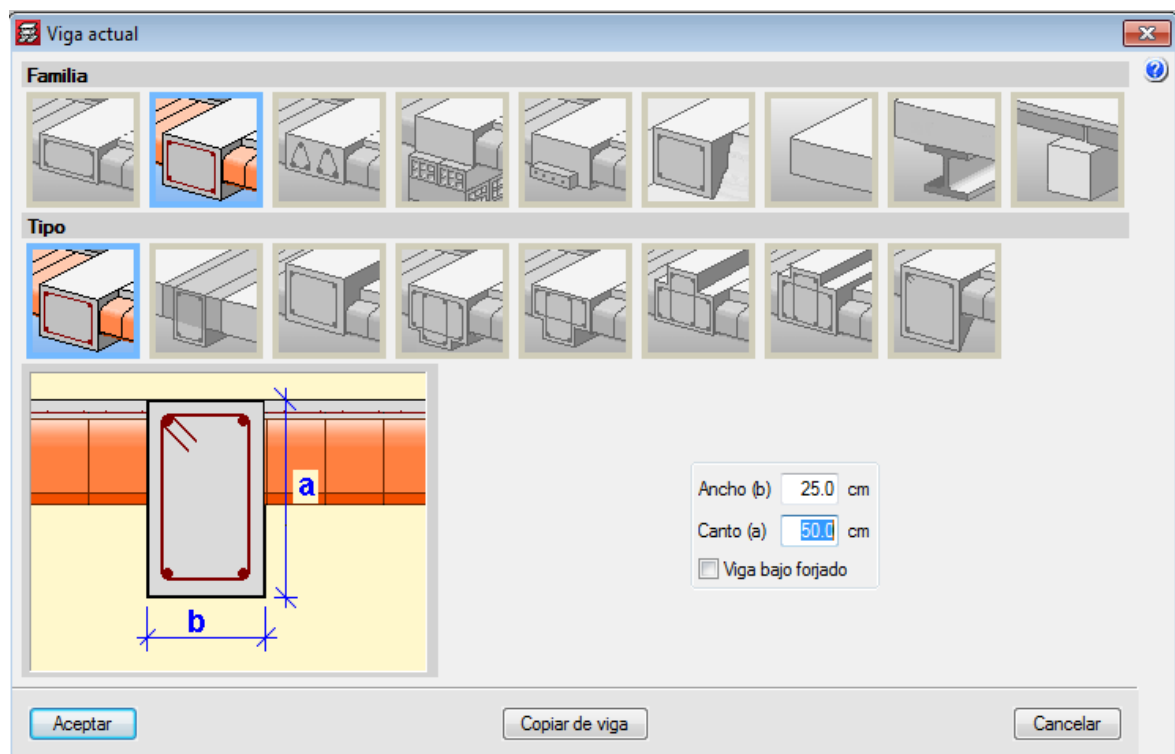 Viga actual
Familia
Tipo
a
b
Ancho (b) 25.0 cm
Canto (a) 50.0 cm
Viga bajo forjado
Aceptar
Copiar de viga
Cancelar